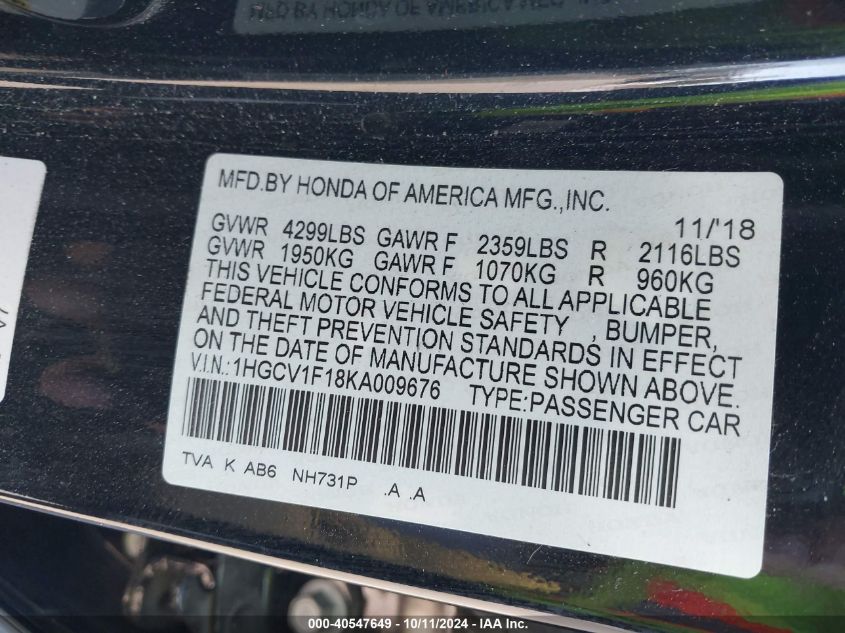 MFD.BY HONDA OF AMERICA MFG.,INC.
11/'18
GVWR 4299LBS GAWR F 2359LBS R 2116LBS
GVWR 1950KG GAWR F 1070KG R 960KG
THIS VEHICLE CONFORMS TO ALL APPLICABLE
FEDERAL MOTOR VEHICLE SAFETY , BUMPER,
AND THEFT PREVENTION STANDARDS IN EFFECT
ON THE DATE OF MANUFACTURE SHOWN ABOVE.
V.I.N.:1HGCV1F18KA009676 TYPE:PASSENGER CAR
TVA K AB6 NH731P .A .A
000-40547649 - 10/11/2024 - IAA Inc.